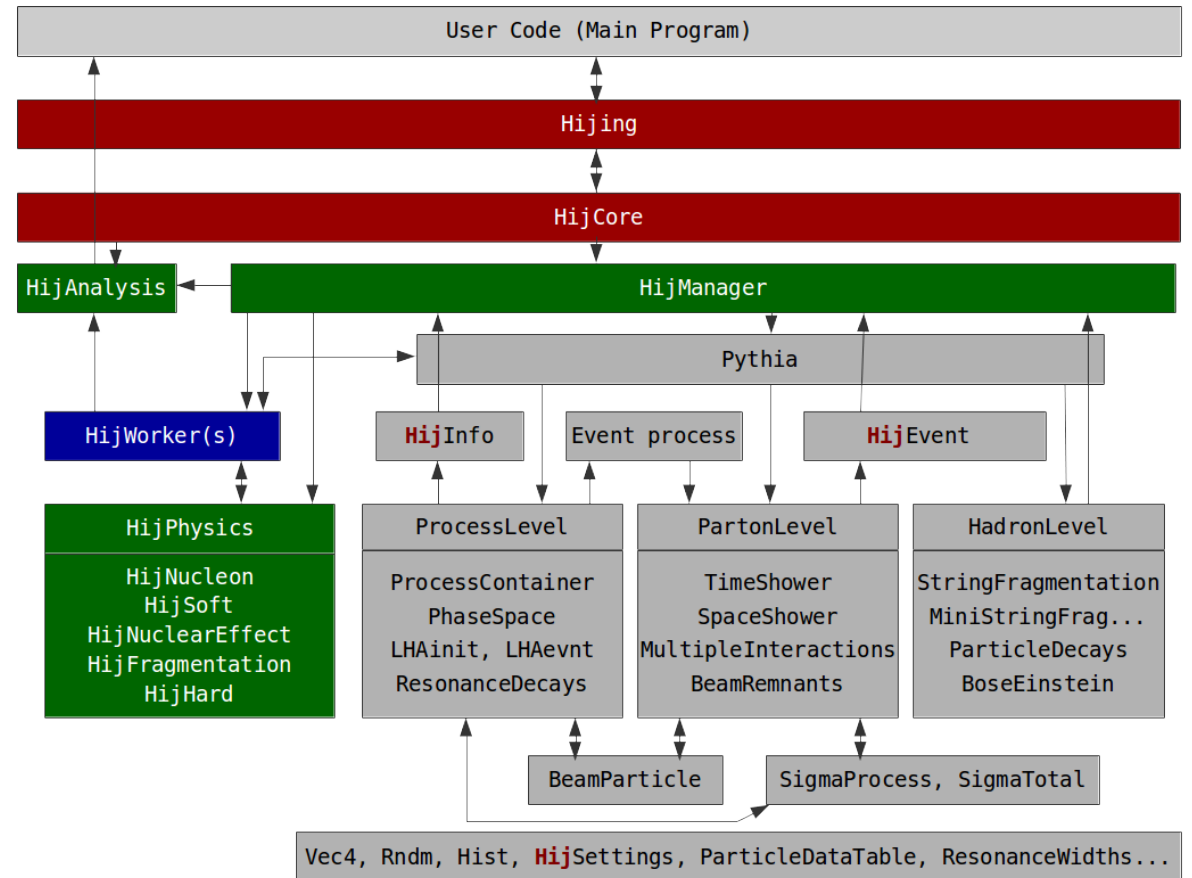 User Code (Main Program)
Hijing
HijCore
HijAnalysis
HijManager
Pythia
HijWorker(s)
HijInfo
Event process
HijEvent
HijPhysics
HijNucleon
HijSoft
HijNuclearEffect
HijFragmentation
HijHard
ProcessLevel
ProcessContainer
PhaseSpace
LHAinit, LHAevnt
ResonanceDecays
PartonLevel
TimeShower
SpaceShower
MultipleInteractions
BeamRemnants
HadronLevel
StringFragmentation
MiniStringFrag...
ParticleDecays
BoseEinstein
BeamParticle
SigmaProcess, SigmaTotal
Vec4, Rndm, Hist, HijSettings, ParticleDataTable, ResonanceWidths...